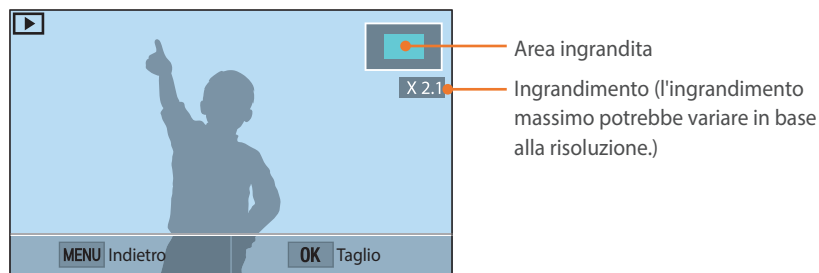 Area ingrandita
X 2.1
Ingrandimento (l'ingrandimento
massimo potrebbe variare in base
alla risoluzione.)
MENU Indietro
OK Taglio